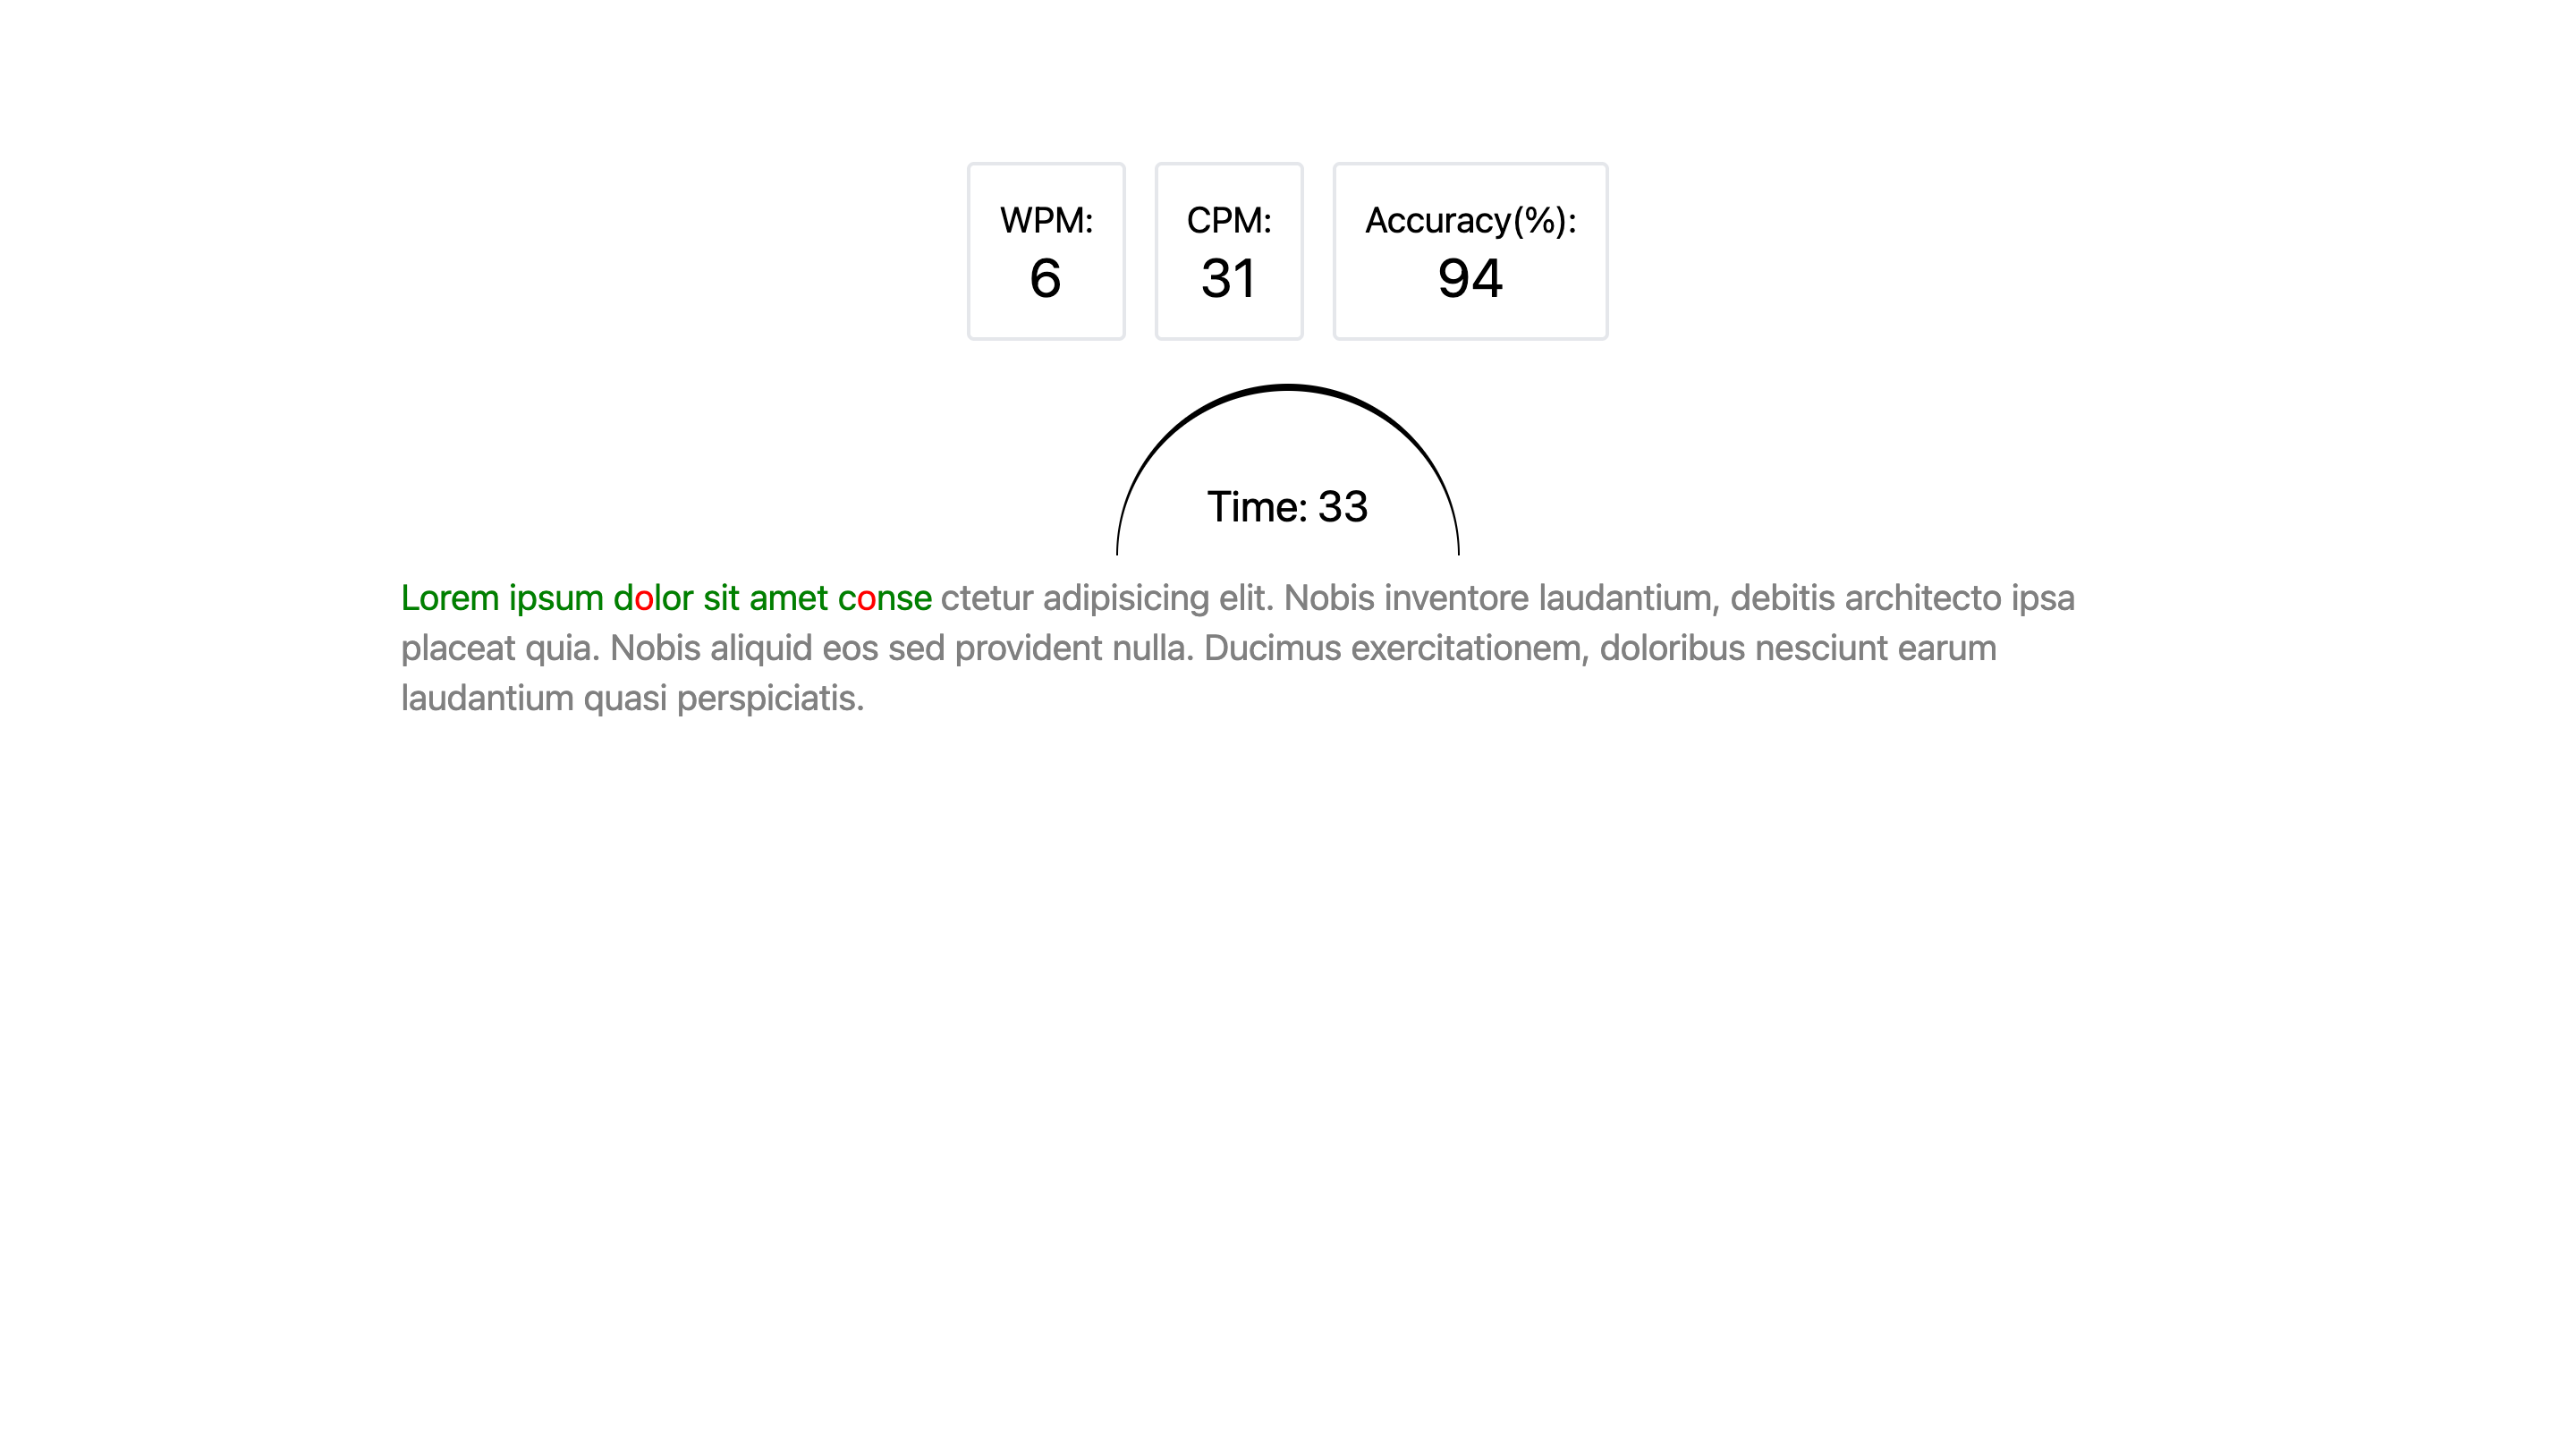 WPM:
6
CPM:
31
Accuracy(%):
94
Time: 33
Lorem ipsum dolor sit amet conse ctetur adipisicing elit. Nobis inventore laudantium, debitis architecto ipsa
placeat quia. Nobis aliquid eos sed provident nulla. Ducimus exercitationem, doloribus nesciunt earum
laudantium quasi perspiciatis.